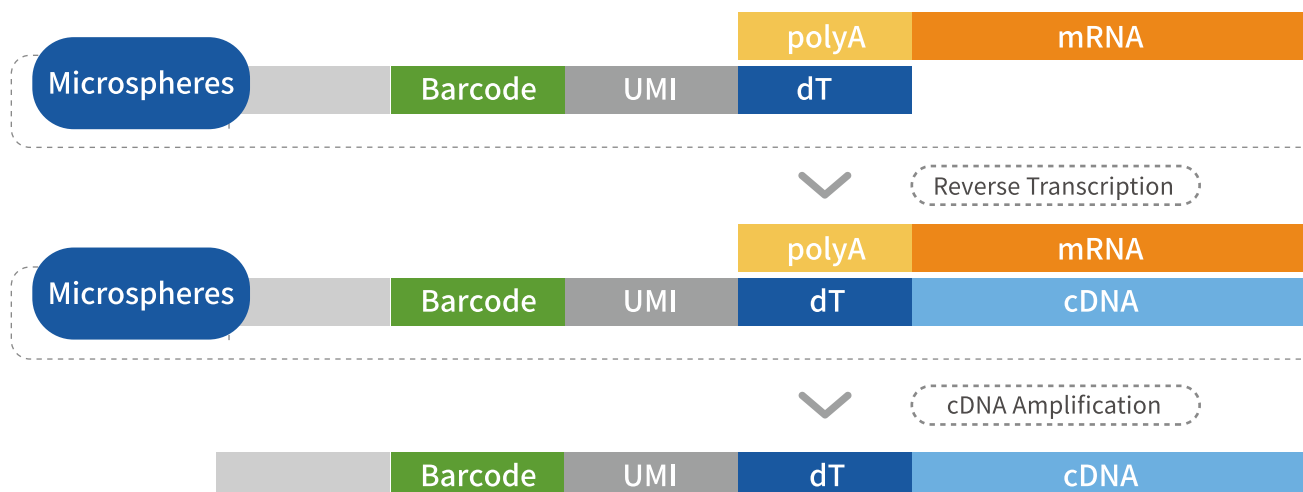 polyA mRNA
Microspheres Barcode UMI dT
Reverse Transcription
polyA mRNA
Microspheres Barcode UMI dT cDNA
cDNA Amplification
Barcode UMI dT cDNA